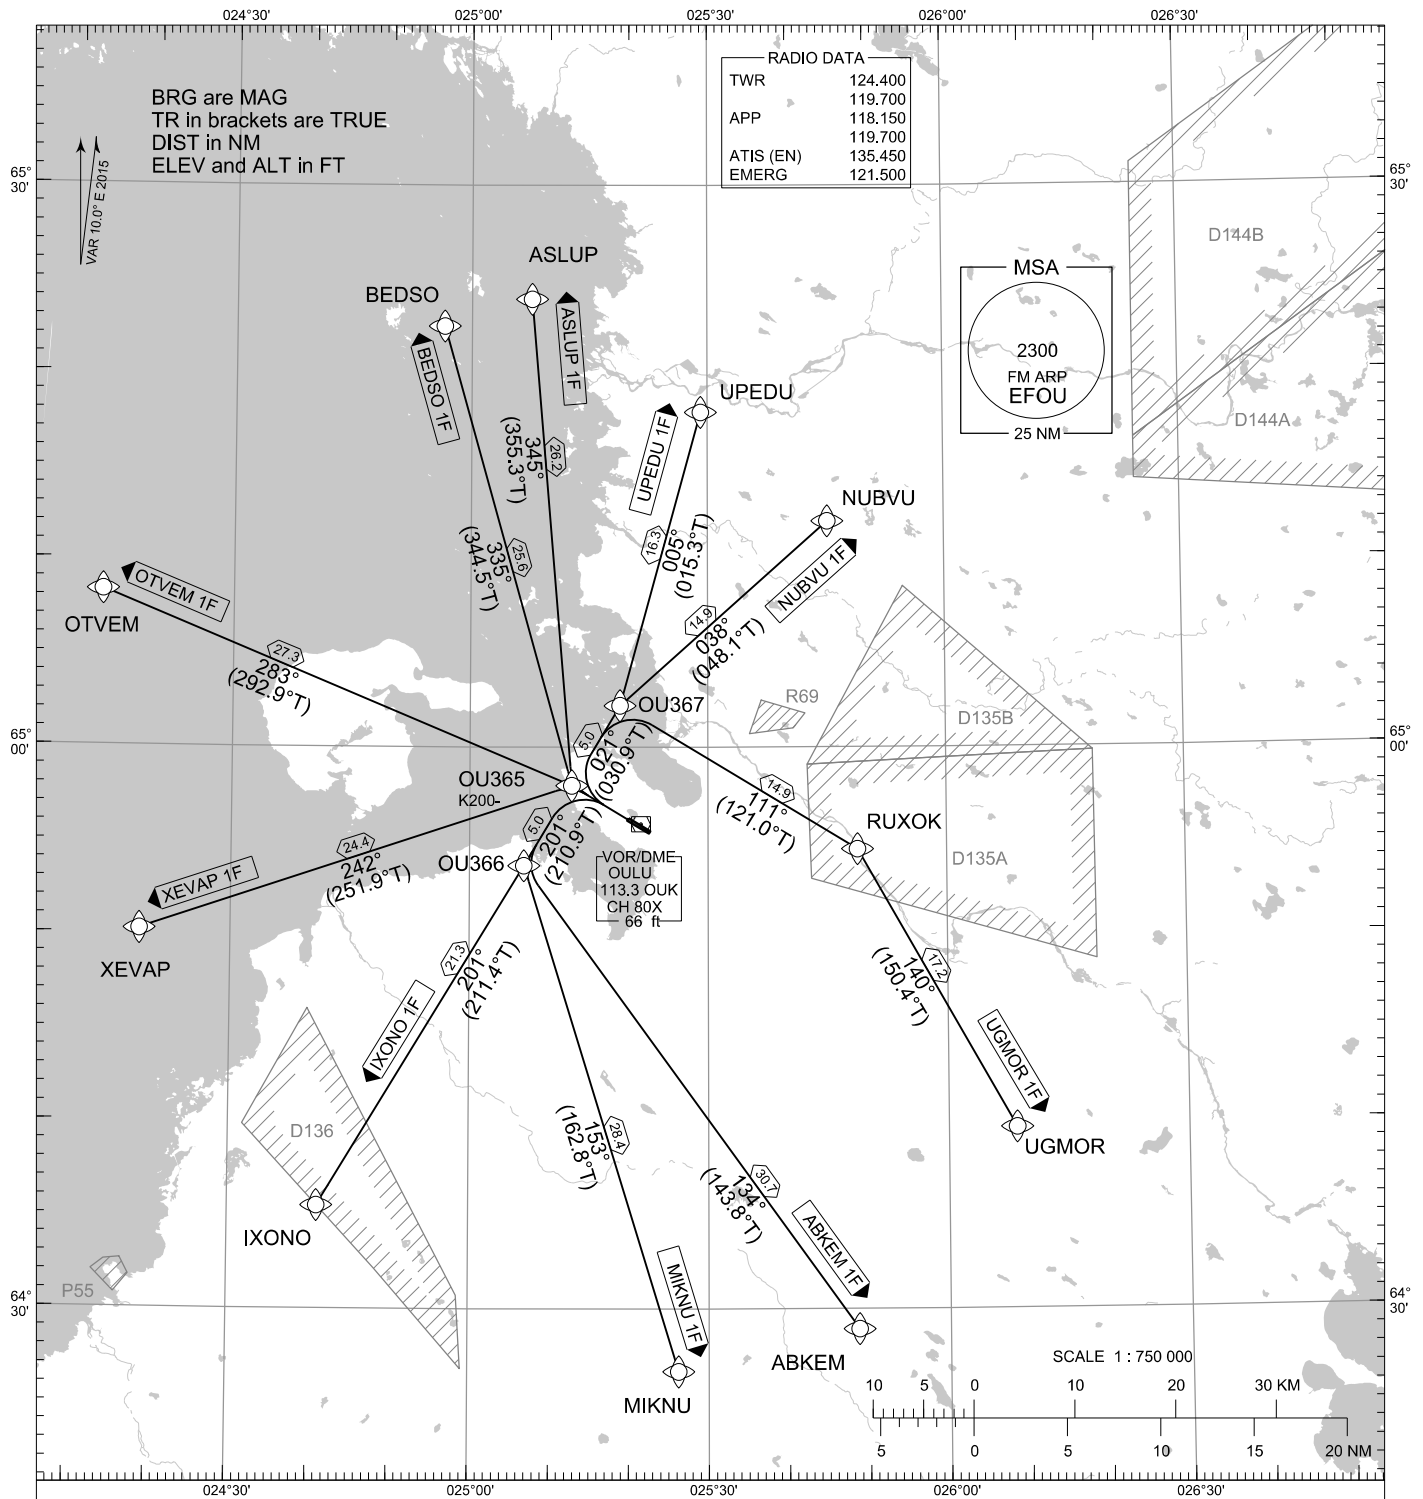 024°30'
025°00'
025°30'
026°00'
026°30'
BRG are MAG
TR in brackets are TRUE
DIST in NM
ELEV and ALT in FT
VAR 10.0° E 2015
RADIO DATA
TWR 124.400
119.700
APP 118.150
119.700
ATIS (EN) 135.450
EMERG 121.500
65°
30'
65°
30'
D144B
D144A
MSA
2300
FM ARP
EFOU
25 NM
ASLUP
BEDSO
ASLUP 1F
BEDSO 1F
UPEDU
UPEDU 1F
NUBVU
NUBVU 1F
26.2
345°
(355.3°T)
25.6
335°
(344.5°T)
16.3
005°
(015.3°T)
14.9
038°
(048.1°T)
OTVEM 1F
OTVEM
27.3
283°
(292.9°T)
R69
D135B
OU367
65°
00'
65°
00'
5.0
021°
(030.9°T)
OU365
K200-
14.9
111°
(121.0°T)
RUXOK
D135A
5.0
201°
(210.9°T)
OU366
24.4
242°
(251.9°T)
XEVAP 1F
XEVAP
VOR/DME
OULU
113.3 OUK
CH 80X
66 ft
21.3
201°
(211.4°T)
IXONO 1F
17.2
140°
(150.4°T)
UGMOR 1F
UGMOR
D136
28.4
153°
(162.8°T)
30.7
134°
(143.8°T)
IXONO
ABKEM 1F
MIKNU 1F
P55
64°
30'
64°
30'
ABKEM
MIKNU
SCALE 1 : 750 000
10 5 0 10 20 30 KM
5 0 5 10 15 20 NM
024°30'
025°00'
025°30'
026°00'
026°30'